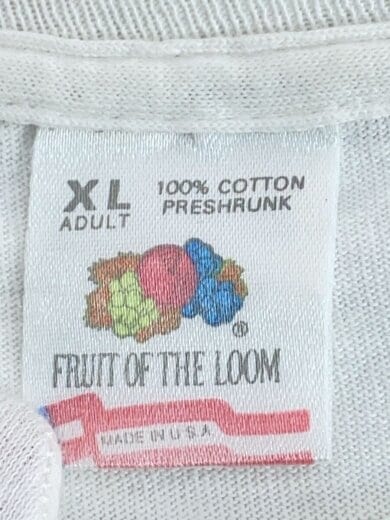 XL
ADULT
100% COTTON
PRESHRUNK
®
FRUIT OF THE LOOM
MADE IN U.S.A.